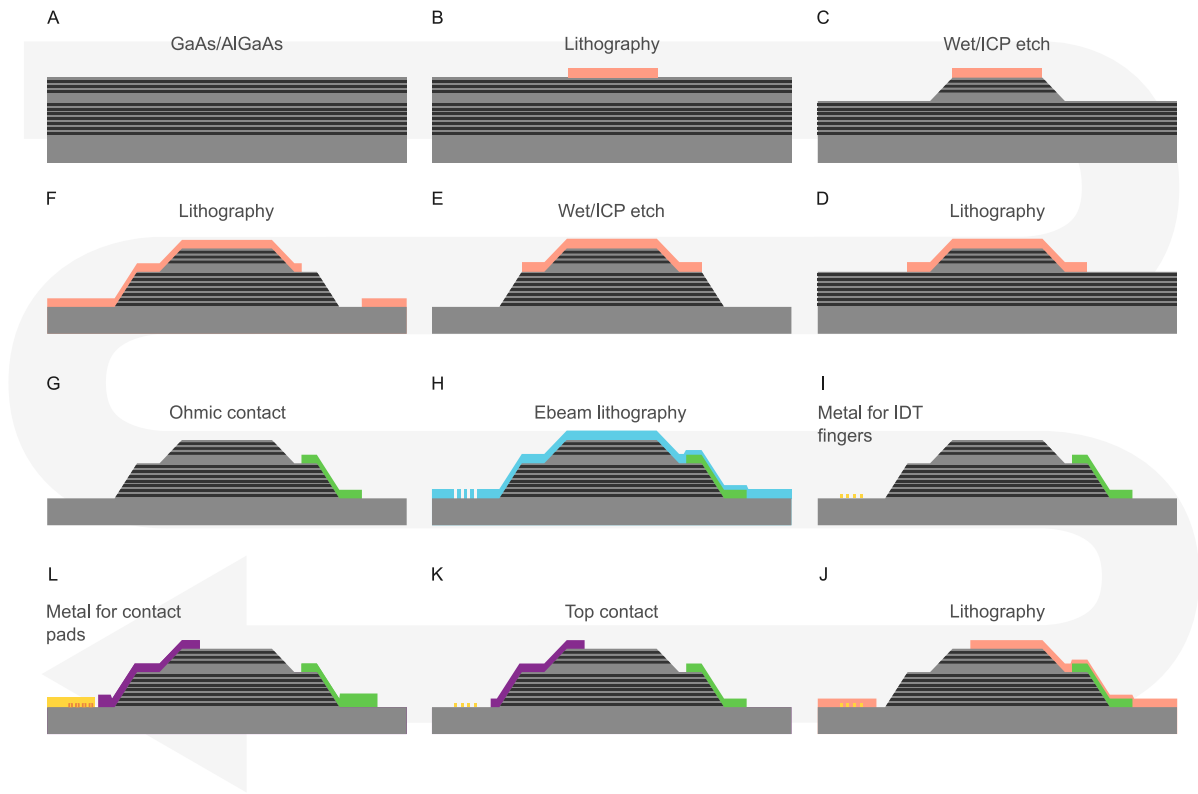 A
GaAs/AlGaAs
B
Lithography
C
Wet/ICP etch
F
Lithography
E
Wet/ICP etch
D
Lithography
G
Ohmic contact
H
Ebeam lithography
I
Metal for IDT
fingers
L
Metal for contact
pads
K
Top contact
J
Lithography